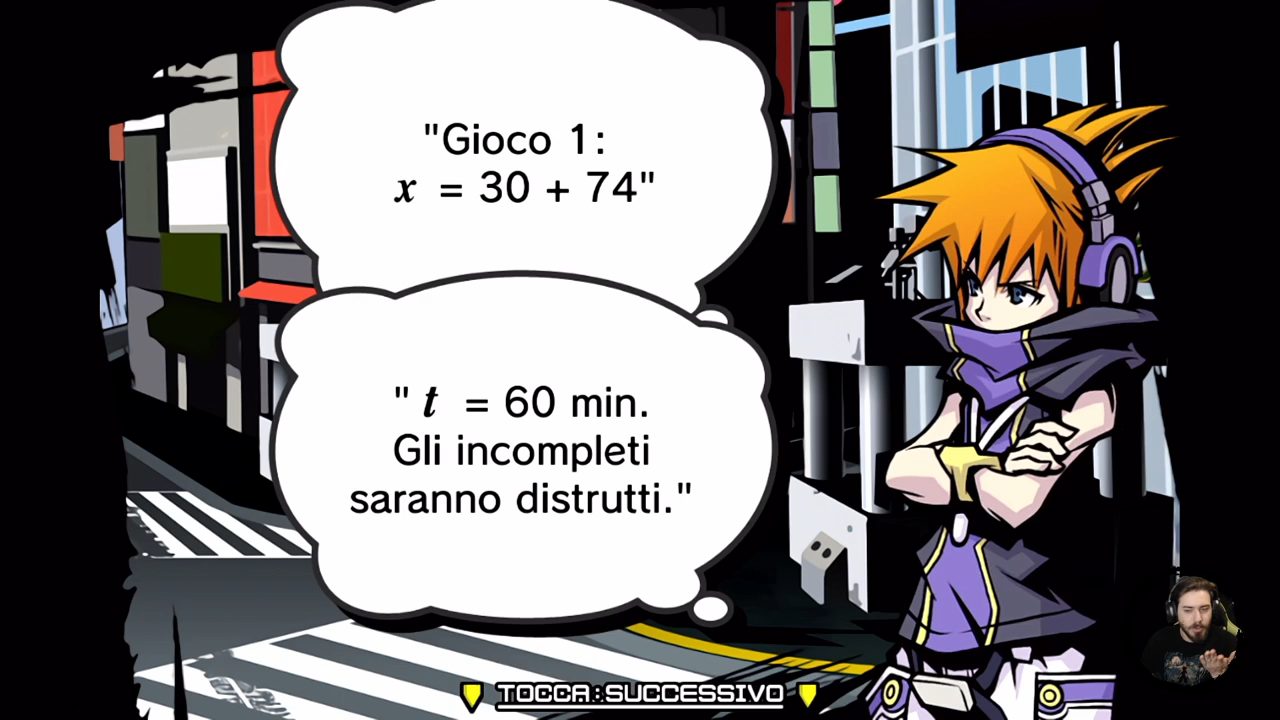 "Gioco 1:
x = 30 + 74"
" t = 60 min.
Gli incompleti
saranno distrutti."
TOCCA:SUCCESSIVO